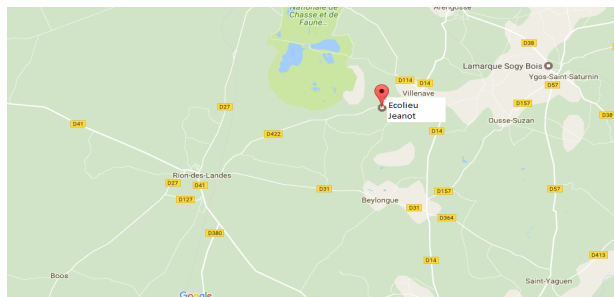 Nationale de
Chasse et de
Faune...
Arengosse
D38
Lamarque Sogy Bois
Ygos-Saint-Saturnin
D57
D114
D14
Villenave
Ecolieu
Jeanot
D27
D157
D38
Ousse-Suzan
D41
D422
D14
Rion-des-Landes
D27
D41
D31
D157
D57
D127
Beylongue
D31
D364
D380
D14
D413
Boos
Saint-Yaguen
Google